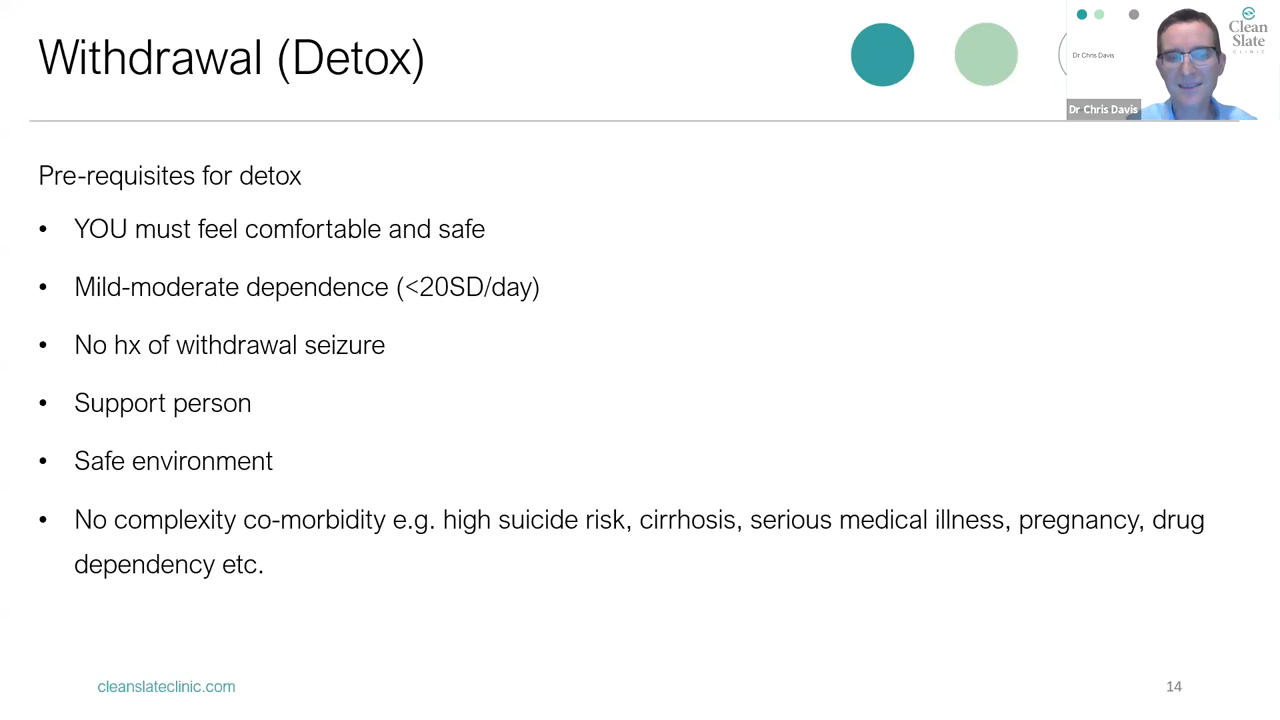 Withdrawal (Detox)
Dr Chris Davis
Clean
Slate
CLINIC
Dr Chris Davis
Pre-requisites for detox
• YOU must feel comfortable and safe
• Mild-moderate dependence (<20SD/day)
• No hx of withdrawal seizure
• Support person
• Safe environment
• No complexity co-morbidity e.g. high suicide risk, cirrhosis, serious medical illness, pregnancy, drug
dependency etc.
cleanslateclinic.com
14